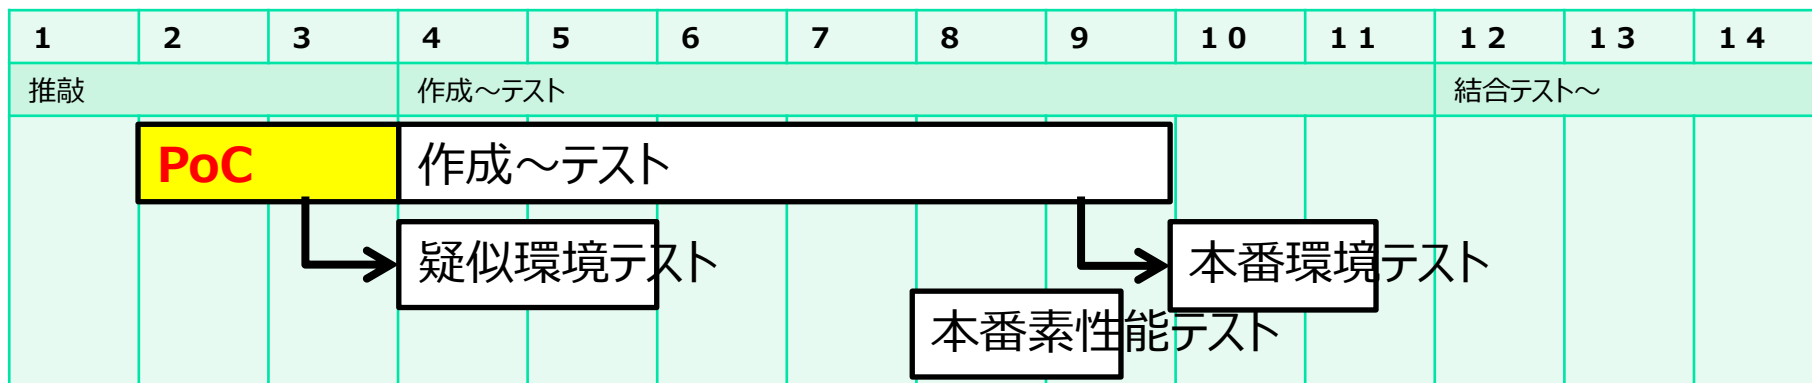 1 2 3 4 5 6 7 8 9 10 11 12 13 14
推敲 作成～テスト 結合テスト～
PoC 作成～テスト
疑似環境テスト 本番環境テスト
本番素性能テスト